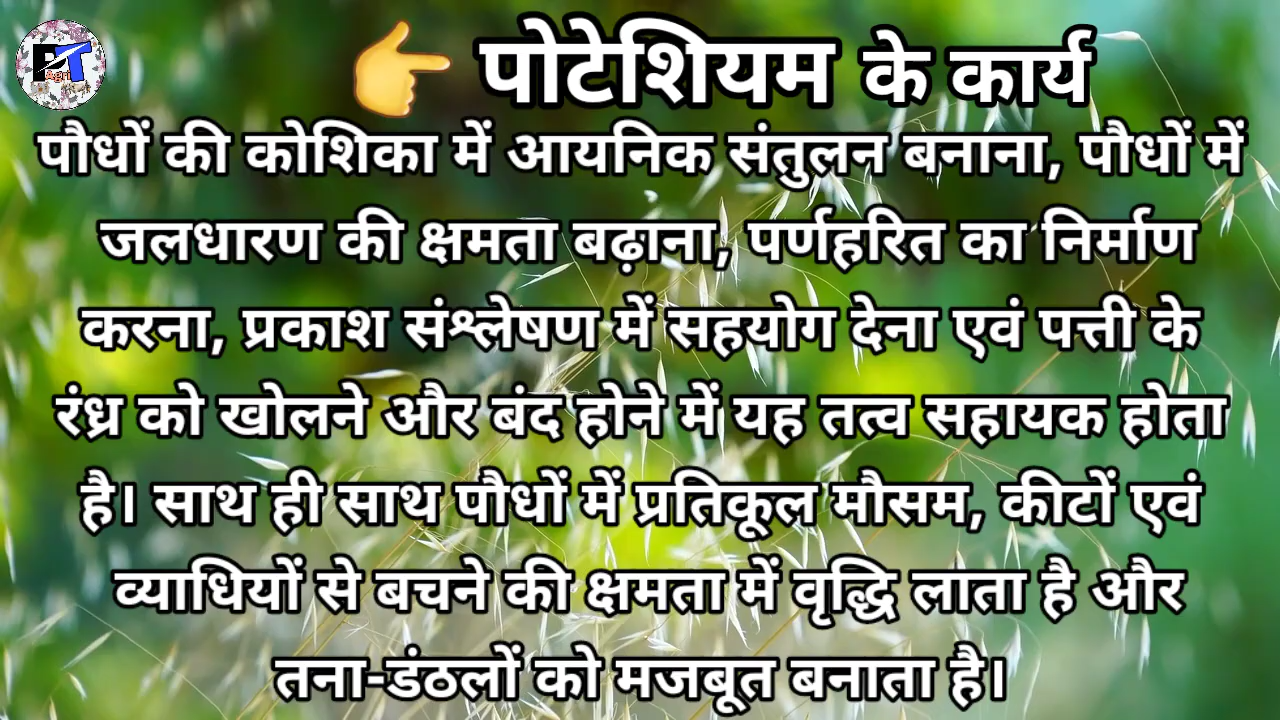 👉 पोटेशियम के कार्य
पौधों की कोशिका में आयनिक संतुलन बनाना, पौधों में
जलधारण की क्षमता बढ़ाना, पर्णहरित का निर्माण
करना, प्रकाश संश्लेषण में सहयोग देना एवं पत्ती के
रंध्र को खोलने और बंद होने में यह तत्व सहायक होता
है। साथ ही साथ पौधों में प्रतिकूल मौसम, कीटों एवं
व्याधियों से बचने की क्षमता में वृद्धि लाता है और
तना-डंठलों को मजबूत बनाता है।
Agri